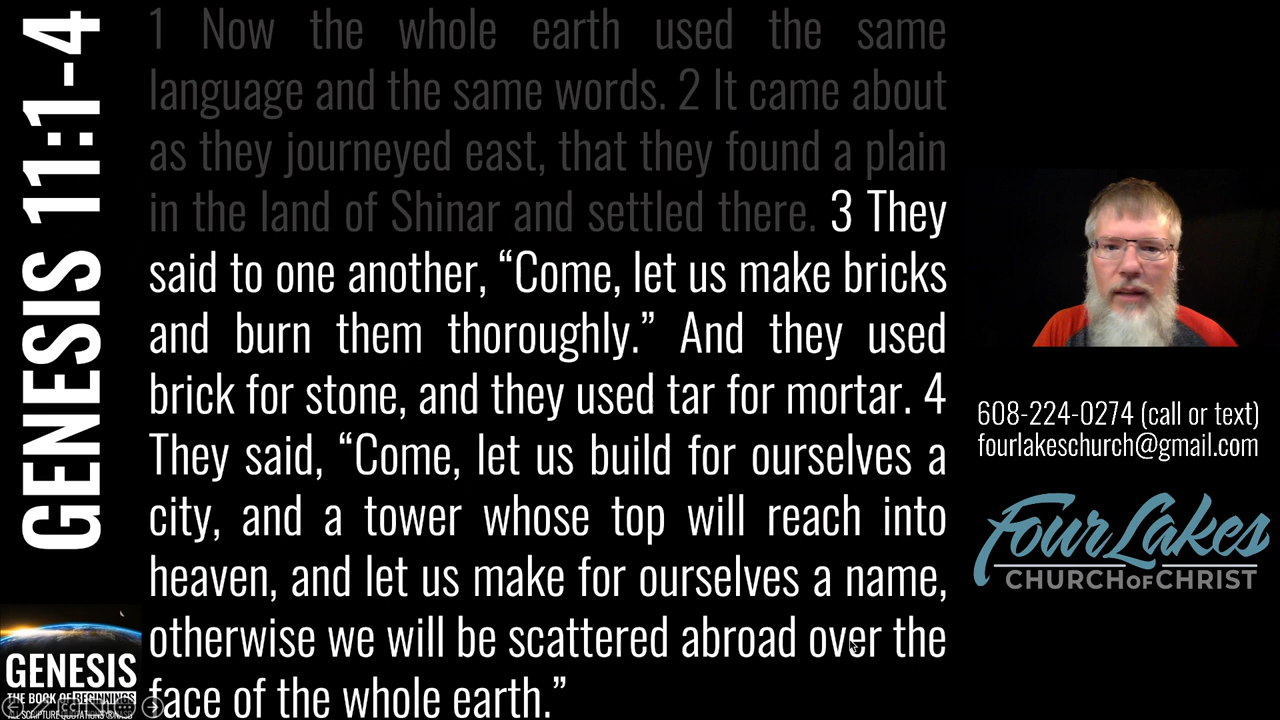 GENESIS 11:1-4
1 Now the whole earth used the same
language and the same words. 2 It came about
as they journeyed east, that they found a plain
in the land of Shinar and settled there. 3 They
said to one another, “Come, let us make bricks
and burn them thoroughly.” And they used
brick for stone, and they used tar for mortar. 4
They said, “Come, let us build for ourselves a
city, and a tower whose top will reach into
heaven, and let us make for ourselves a name,
otherwise we will be scattered abroad over the
face of the whole earth.”
GENESIS
THE BOOK OF BEGINNINGS
ALL SCRIPTURE QUOTATIONS
608-224-0274 (call or text)
fourlakeschurch@gmail.com
Four Lakes
CHURCH OF CHRIST